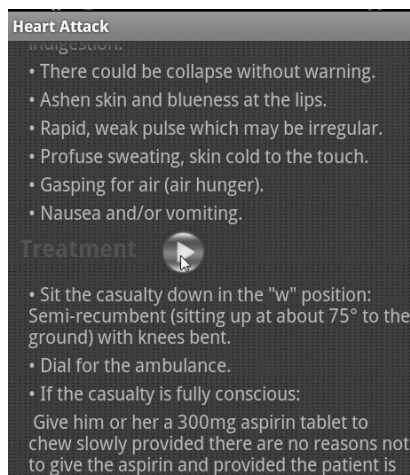 Heart Attack
indigestion.
• There could be collapse without warning.
• Ashen skin and blueness at the lips.
• Rapid, weak pulse which may be irregular.
• Profuse sweating, skin cold to the touch.
• Gasping for air (air hunger).
• Nausea and/or vomiting.
Treatment
• Sit the casualty down in the "w" position:
Semi-recumbent (sitting up at about 75° to the
ground) with knees bent.
• Dial for the ambulance.
• If the casualty is fully conscious:
Give him or her a 300mg aspirin tablet to
chew slowly provided there are no reasons not
to give the aspirin and provided the patient is